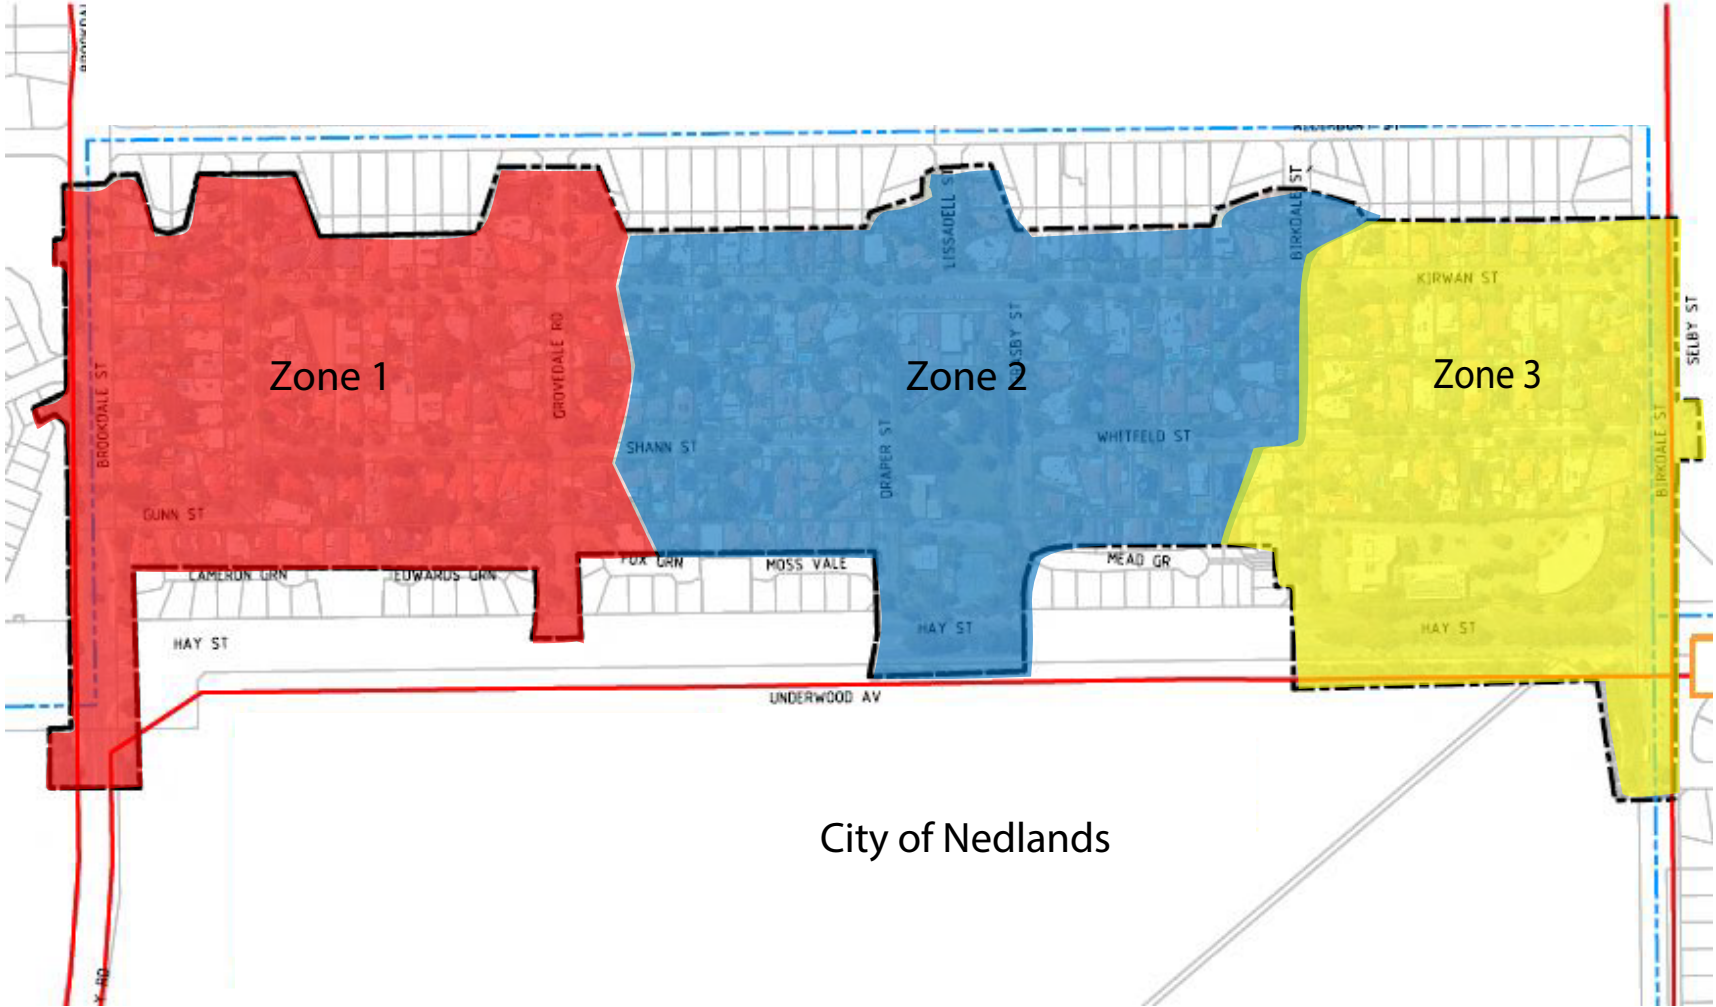 BIRKDALE ST
LISSADELL S
KIRWAN ST
SELBY ST
GROVEDALE RD
Zone 1
Zone 2
Zone 3
BROOKDALE ST
SHANN ST
DRAPER ST
WHITFELD ST
BIRKDALE ST
GUNN ST
CAMERON GRN
EDWARDS GRN
FOX GRN
MOSS VALE
MEAD GR
HAY ST
HAY ST
HAY ST
UNDERWOOD AV
City of Nedlands
Y RD